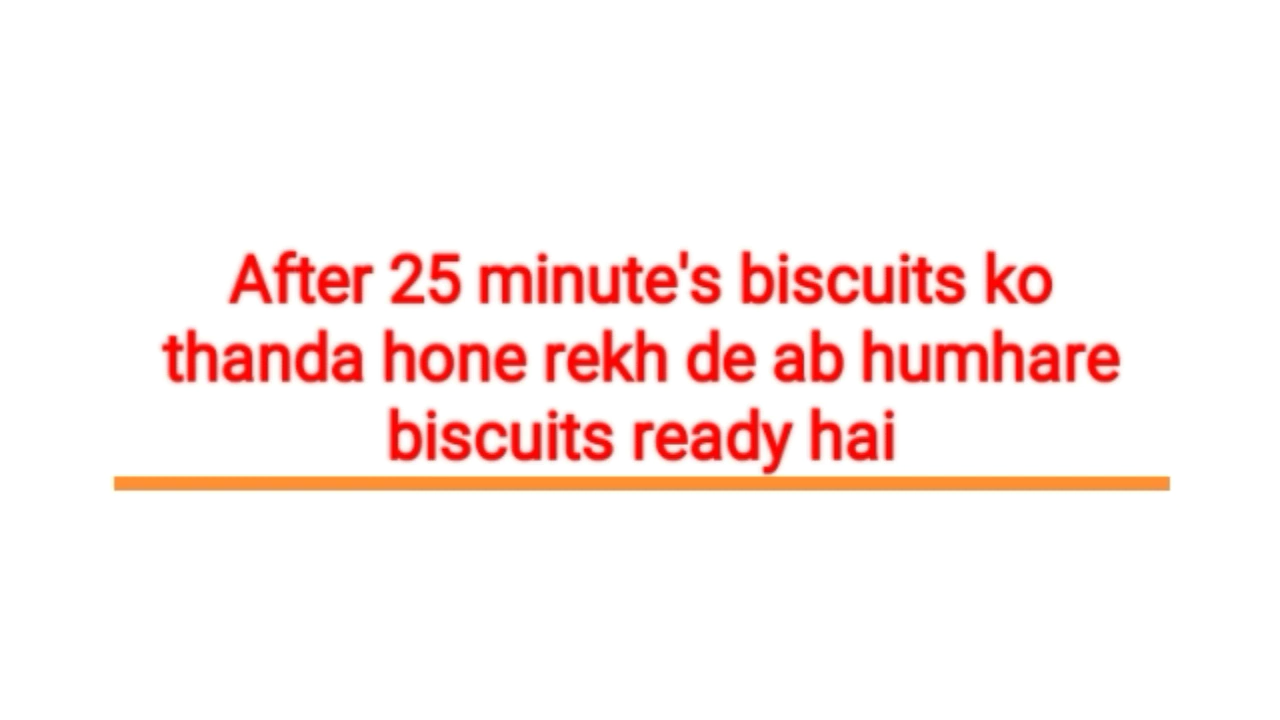 After 25 minute's biscuits ko
thanda hone rekh de ab humhare
biscuits ready hai